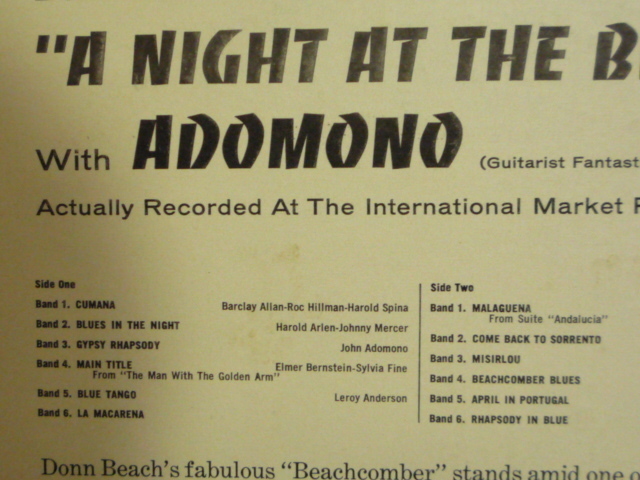 "A NIGHT AT THE B
With ADOMONO (Guitarist Fantast
Actually Recorded At The International Market
Side One
Band 1. CUMANA Barclay Allan-Roc Hillman-Harold Spina
Band 2. BLUES IN THE NIGHT Harold Arlen-Johnny Mercer
Band 3. GYPSY RHAPSODY John Adomono
Band 4. MAIN TITLE Elmer Bernstein-Sylvia Fine
From "The Man With The Golden Arm"
Band 5. BLUE TANGO Leroy Anderson
Band 6. LA MACARENA
Side Two
Band 1. MALAGUENA
From Suite "Andalucia"
Band 2. COME BACK TO SORRENTO
Band 3. MISIRLOU
Band 4. BEACHCOMBER BLUES
Band 5. APRIL IN PORTUGAL
Band 6. RHAPSODY IN BLUE
Donn Beach's fabulous "Beachcomber" stands amid one o